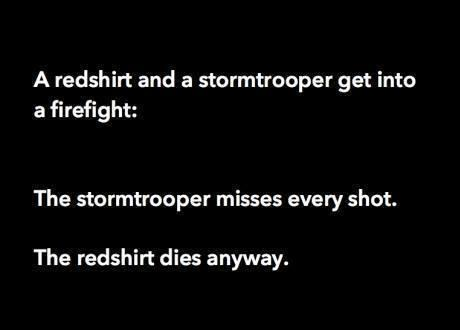 A redshirt and a stormtrooper get into
a firefight:
The stormtrooper misses every shot.
The redshirt dies anyway.